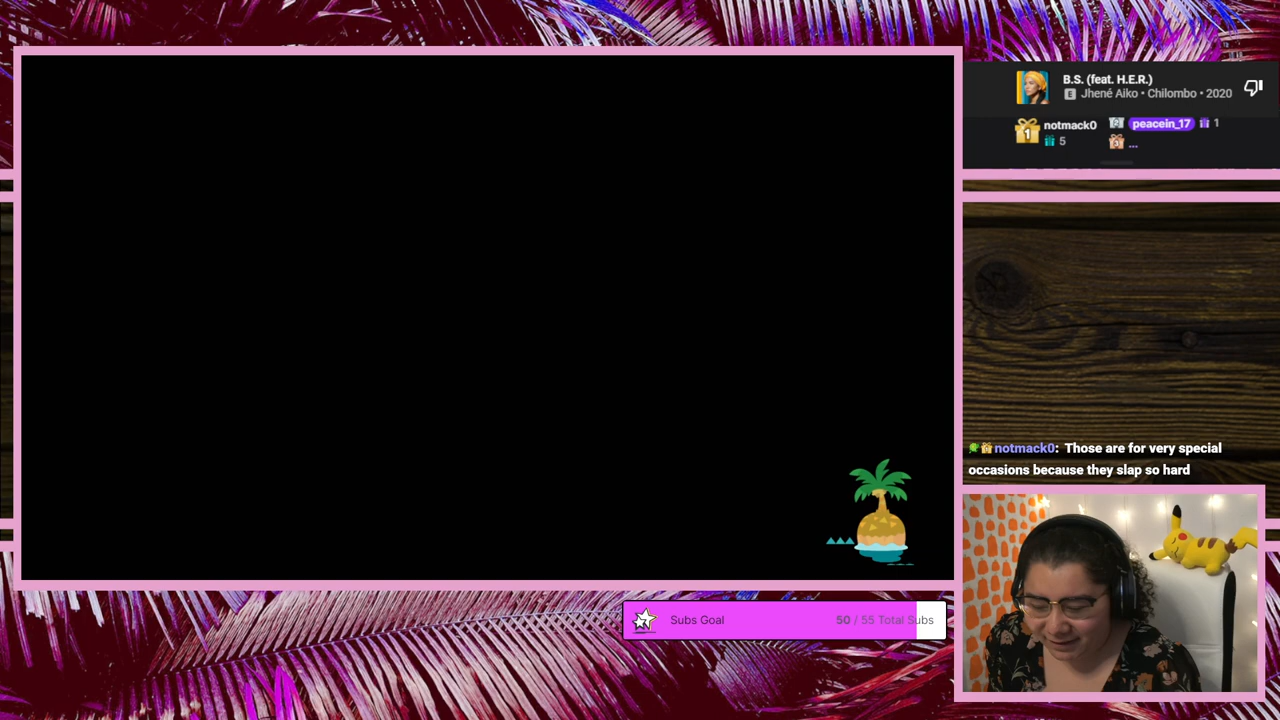 B.S. (feat. H.E.R.)
E Jhené Aiko • Chilombo • 2020
1 notmack0 peacein_17 1
5 ...
notmack0: Those are for very special
occasions because they slap so hard
Subs Goal 50 / 55 Total Subs